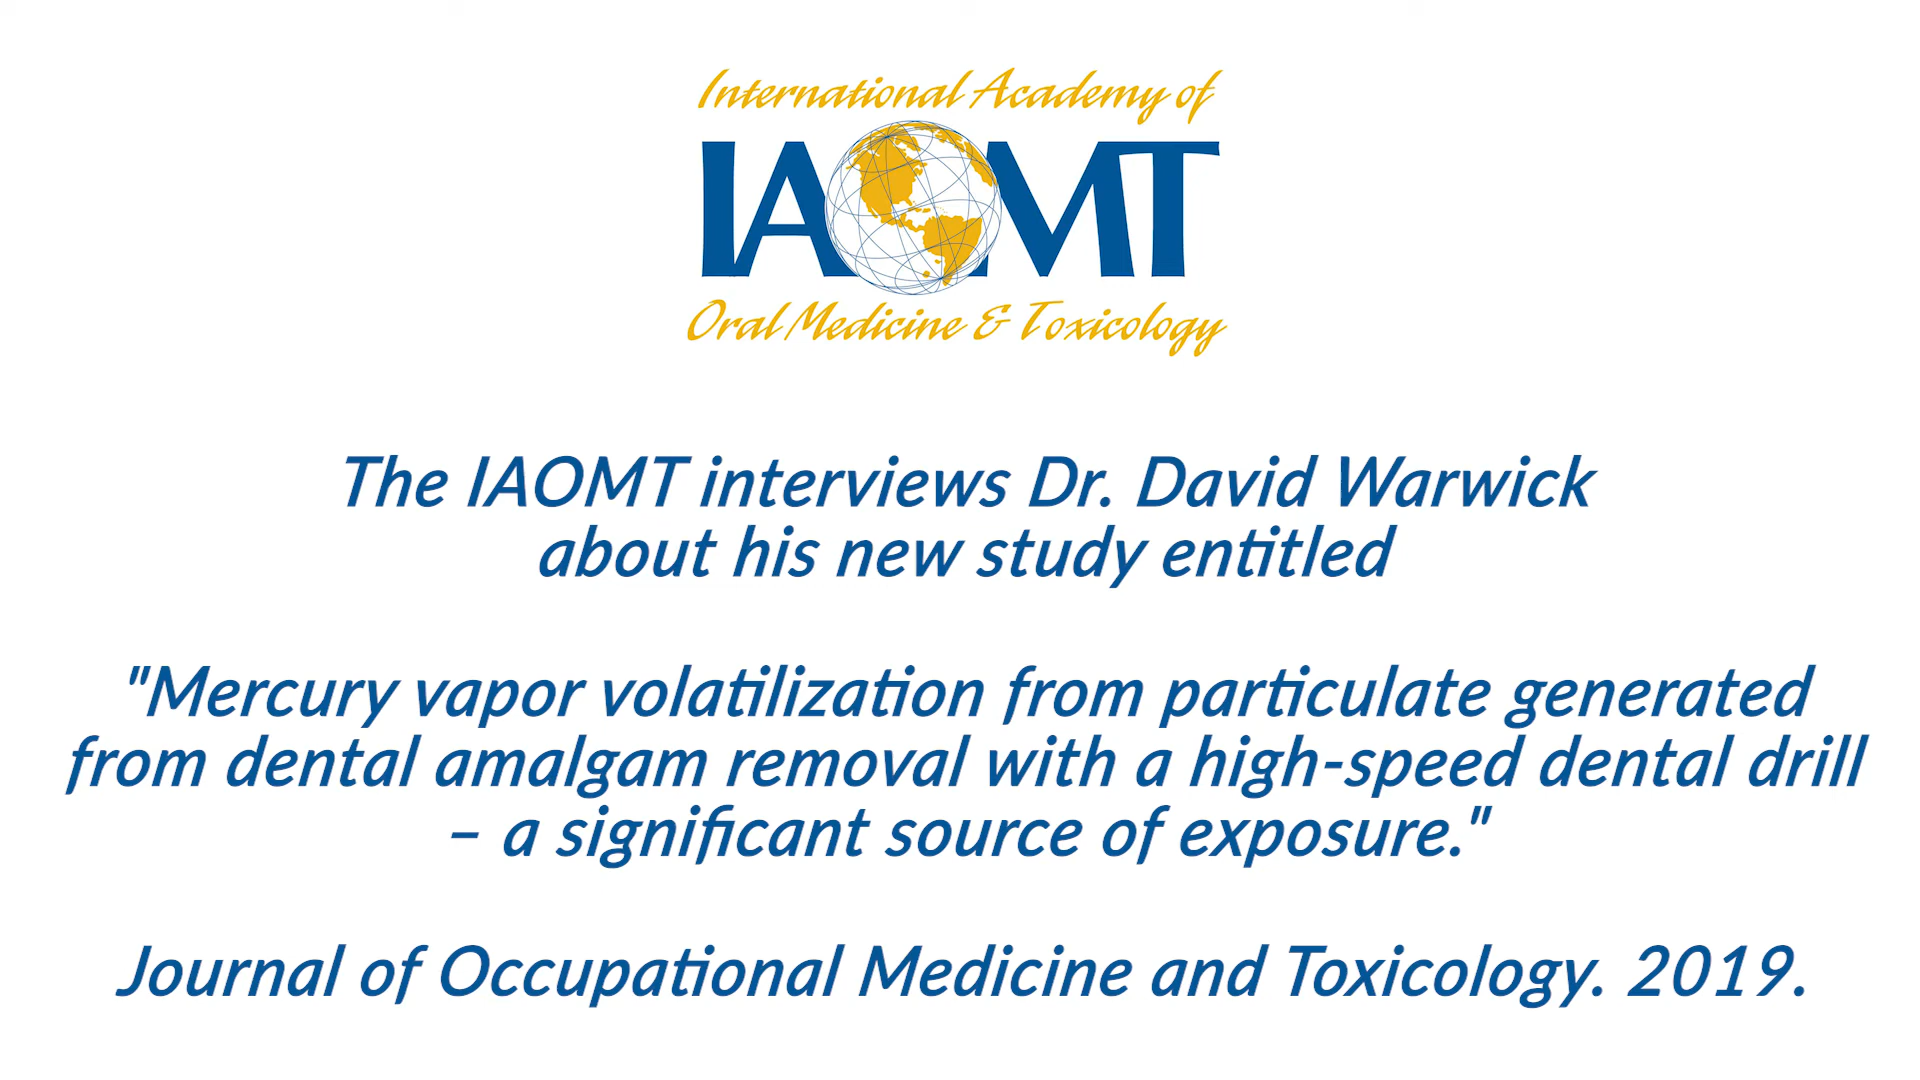 International Academy of
IAOMT
Oral Medicine & Toxicology
The IAOMT interviews Dr. David Warwick
about his new study entitled
"Mercury vapor volatilization from particulate generated
from dental amalgam removal with a high-speed dental drill
– a significant source of exposure."
Journal of Occupational Medicine and Toxicology. 2019.